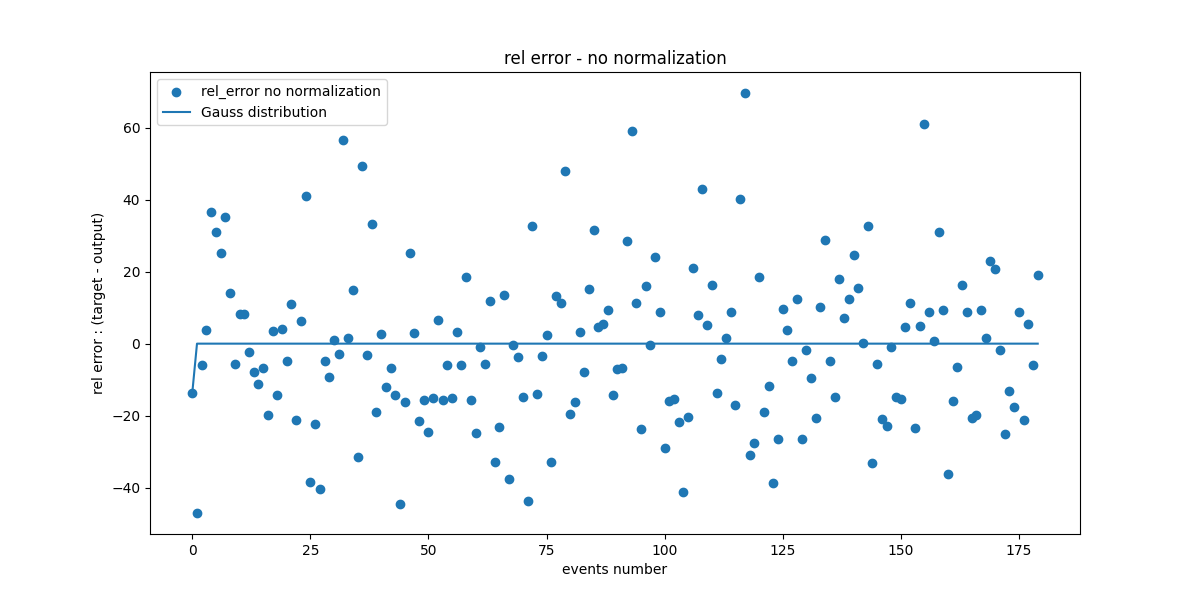 rel error - no normalization
rel_error no normalization
Gauss distribution
rel error : (target - output)
60
40
20
0
−20
−40
0 25 50 75 100 125 150 175
events number